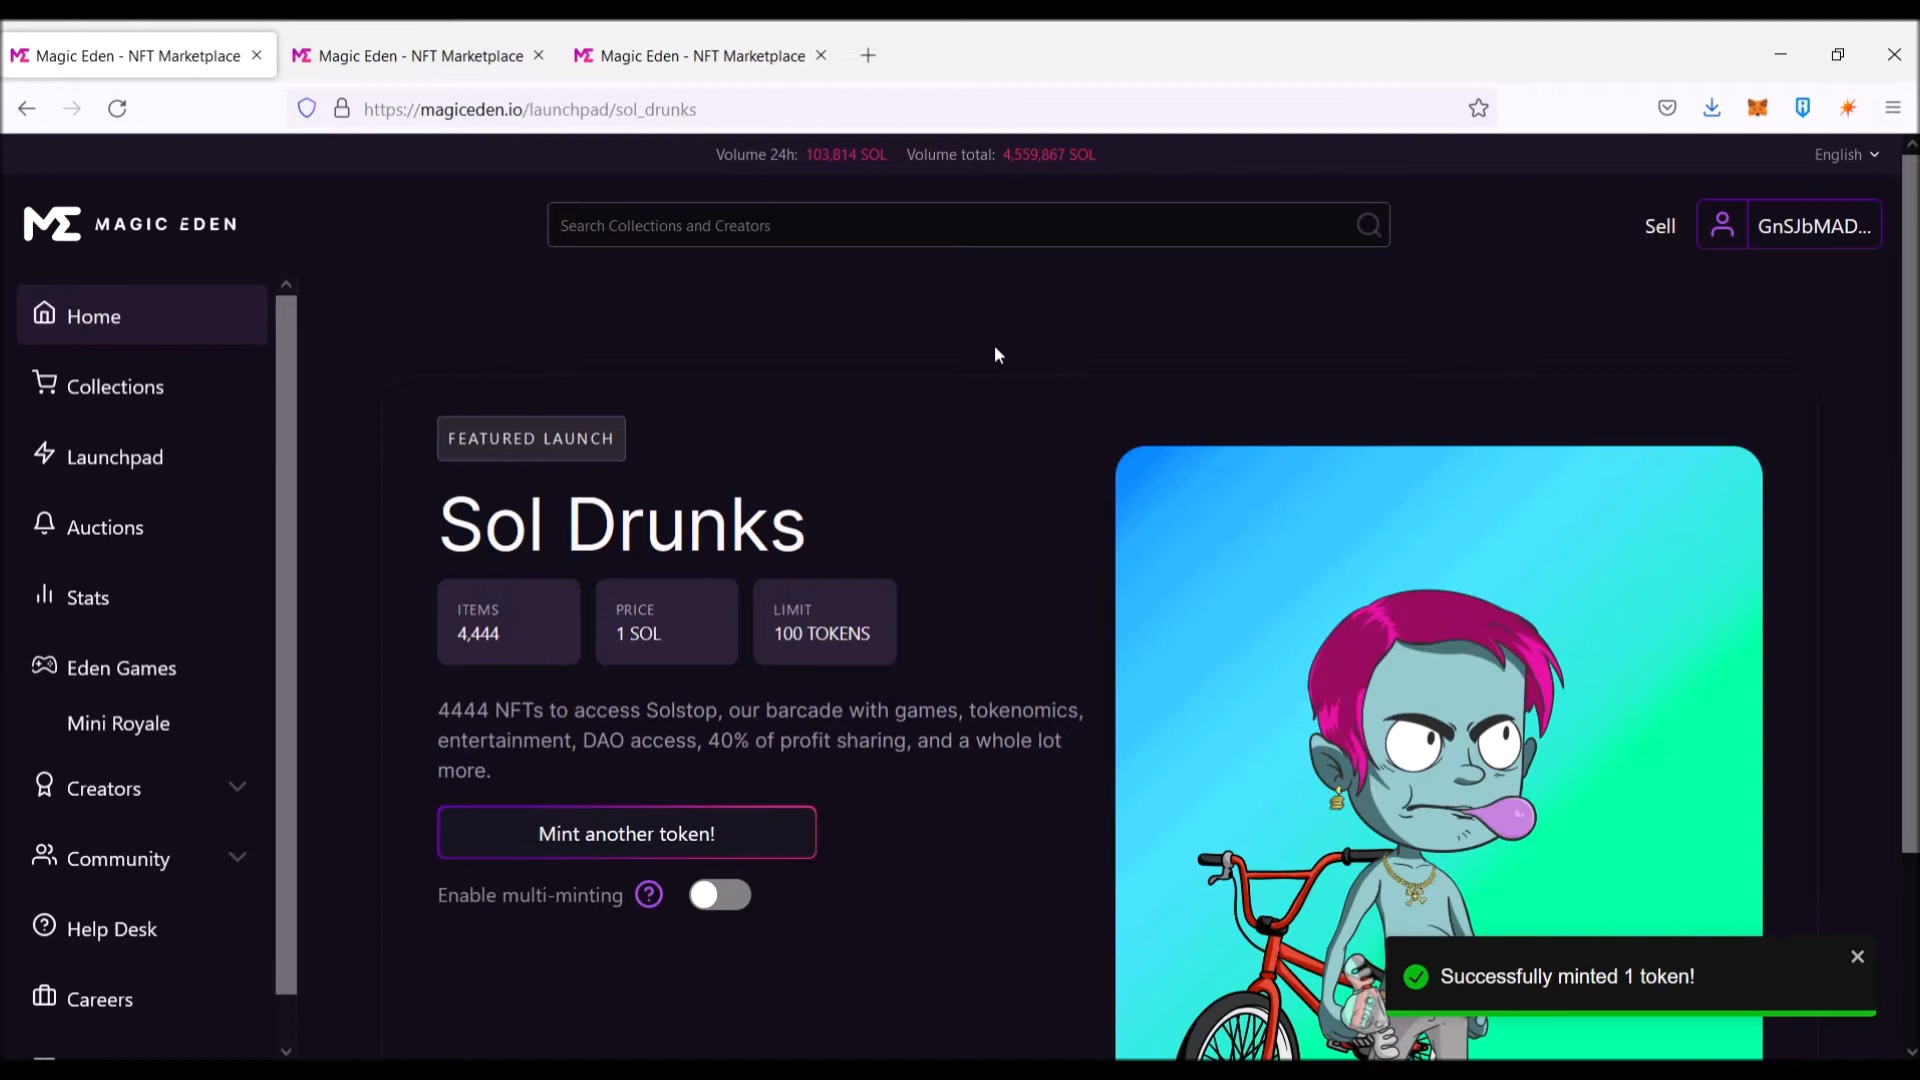 Magic Eden - NFT Marketplace
Magic Eden - NFT Marketplace
Magic Eden - NFT Marketplace
https://magiceden.io/launchpad/sol_drunks
Volume 24h: 103,814 SOL Volume total: 4,559,867 SOL
English
MAGIC EDEN
Search Collections and Creators
Sell
GnSJbMAD...
Home
Collections
Launchpad
Auctions
Stats
Eden Games
Mini Royale
Creators
Community
Help Desk
Careers
FEATURED LAUNCH
Sol Drunks
ITEMS
4,444
PRICE
1 SOL
LIMIT
100 TOKENS
4444 NFTs to access Solstop, our barcade with games, tokenomics,
entertainment, DAO access, 40% of profit sharing, and a whole lot
more.
Mint another token!
Enable multi-minting
Successfully minted 1 token!